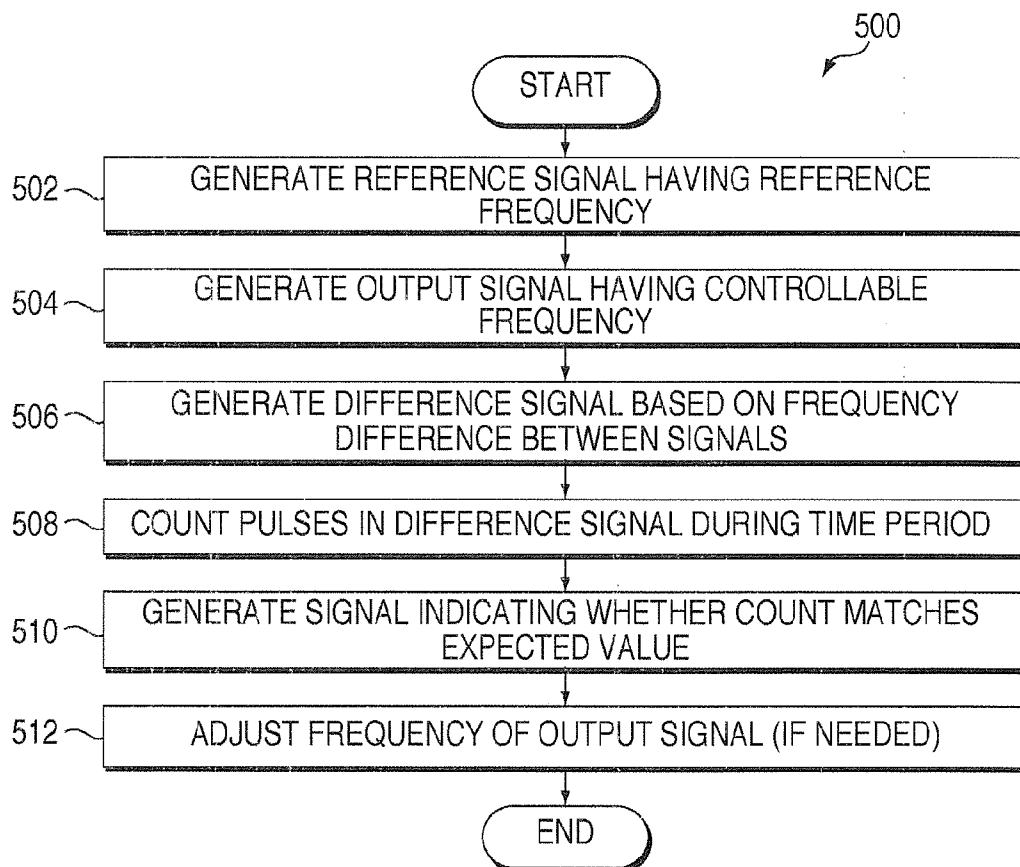 500
START
502
GENERATE REFERENCE SIGNAL HAVING REFERENCE
FREQUENCY
504
GENERATE OUTPUT SIGNAL HAVING CONTROLLABLE
FREQUENCY
506
GENERATE DIFFERENCE SIGNAL BASED ON FREQUENCY
DIFFERENCE BETWEEN SIGNALS
508
COUNT PULSES IN DIFFERENCE SIGNAL DURING TIME PERIOD
510
GENERATE SIGNAL INDICATING WHETHER COUNT MATCHES
EXPECTED VALUE
512
ADJUST FREQUENCY OF OUTPUT SIGNAL (IF NEEDED)
END